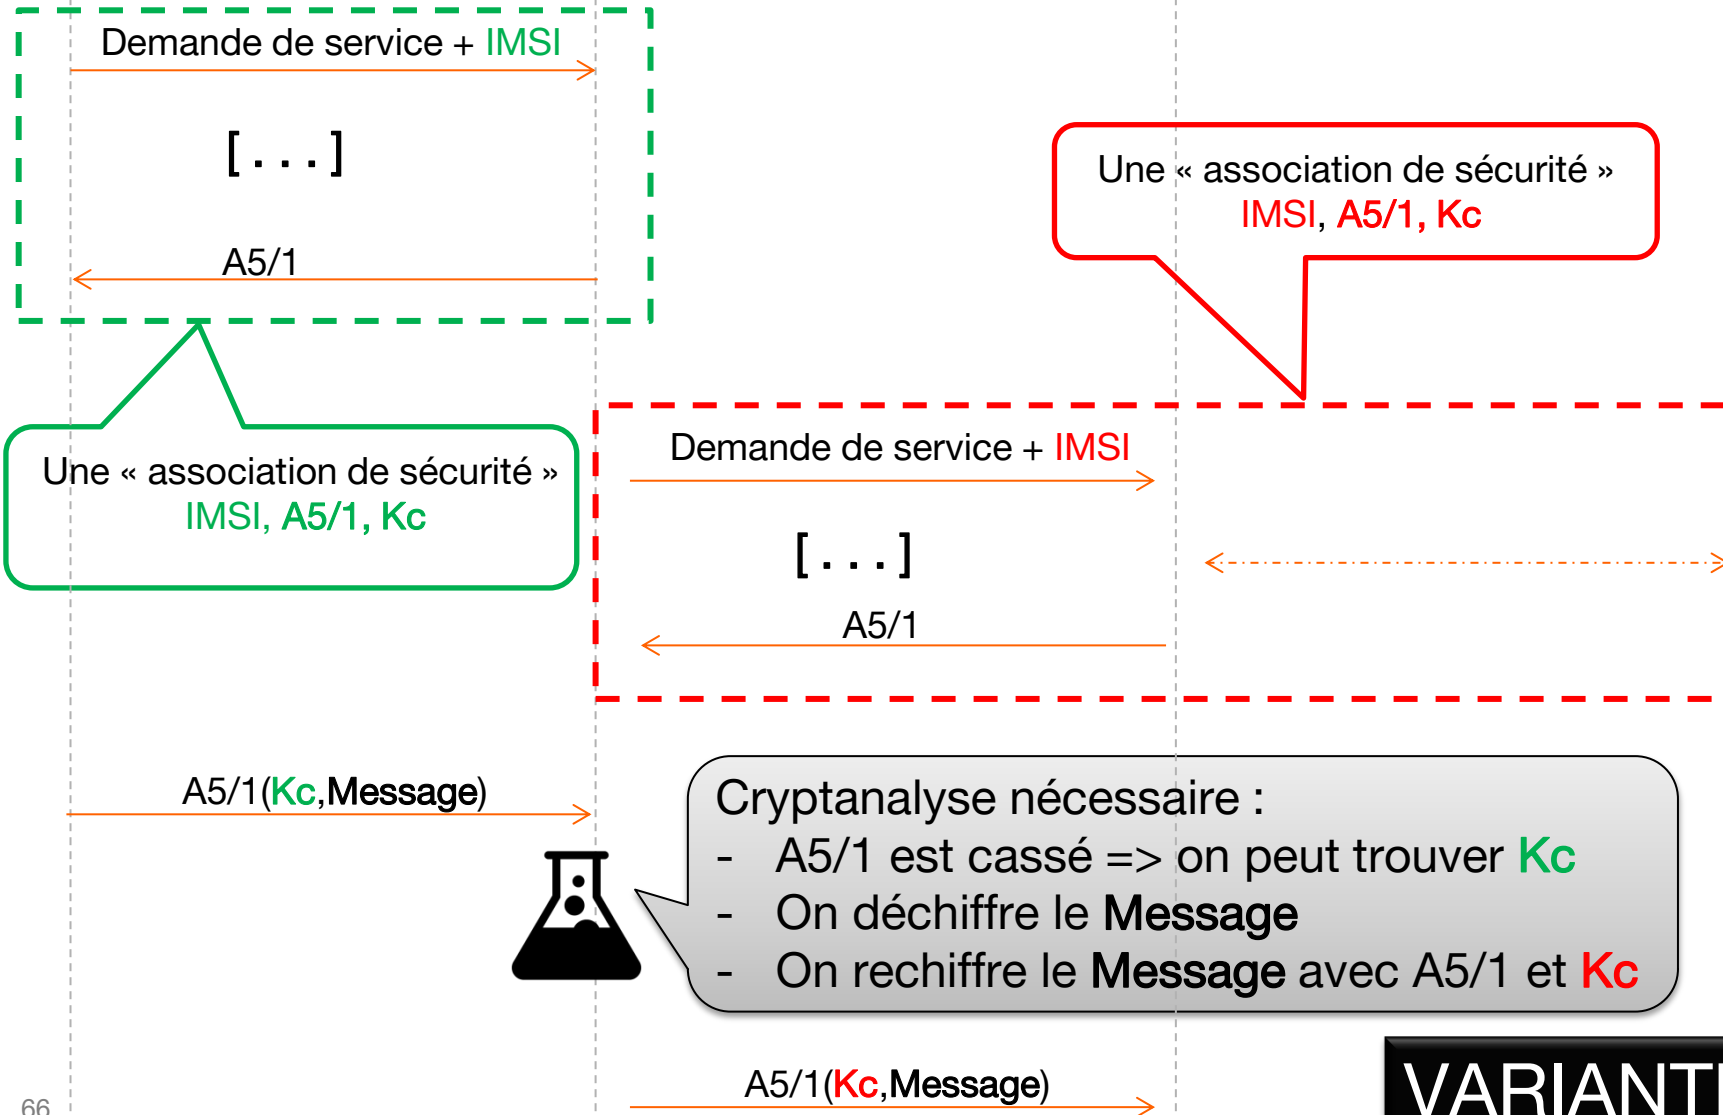 Demande de service + IMSI
[...]
A5/1
Une « association de sécurité »
IMSI, A5/1, Kc
Une « association de sécurité »
IMSI, A5/1, Kc
Demande de service + IMSI
[...]
A5/1
A5/1(Kc,Message)
Cryptanalyse nécessaire :
- A5/1 est cassé => on peut trouver Kc
- On déchiffre le Message
- On rechiffre le Message avec A5/1 et Kc
A5/1(Kc,Message)
VARIANTE
66